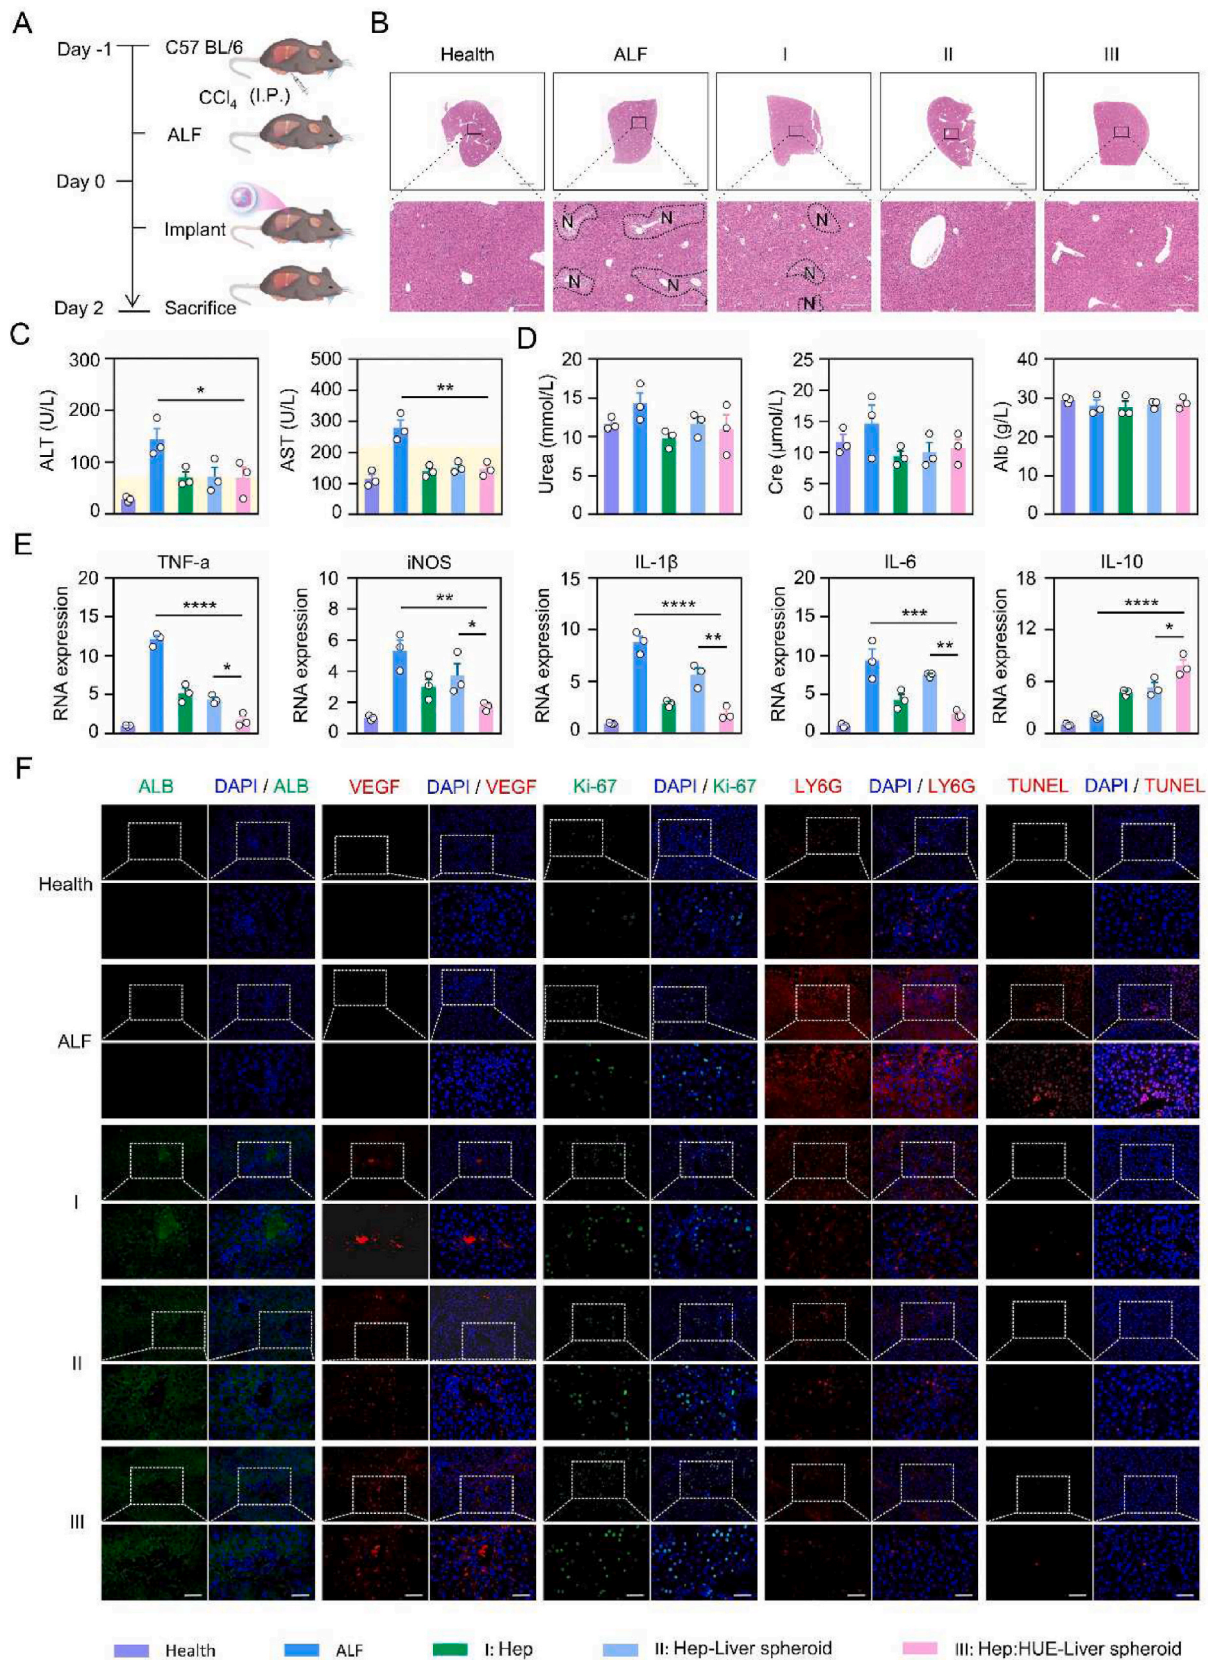 A
Day -1
C57 BL/6
CCl₄ (I.P.)
ALF
Day 0
Implant
Day 2
Sacrifice
B
Health
ALF
I
II
III
N
N
N
N
N
N
N
C
ALT (U/L)
300
200
100
0
*
AST (U/L)
500
400
300
200
100
0
**
D
Urea (mmol/L)
20
15
10
5
0
Cre (μmol/L)
25
20
15
10
5
0
Alb (g/L)
40
30
20
10
0
E
TNF-a
RNA expression
20
15
10
5
0
****
*
iNOS
RNA expression
10
8
6
4
2
0
**
*
IL-1β
RNA expression
15
10
5
0
****
**
IL-6
RNA expression
20
15
10
5
0
***
**
IL-10
RNA expression
18
12
6
0
****
*
F
ALB
DAPI / ALB
VEGF
DAPI / VEGF
Ki-67
DAPI / Ki-67
LY6G
DAPI / LY6G
TUNEL
DAPI / TUNEL
Health
ALF
I
II
III
Health
ALF
I: Hep
II: Hep-Liver spheroid
III: Hep:HUE-Liver spheroid